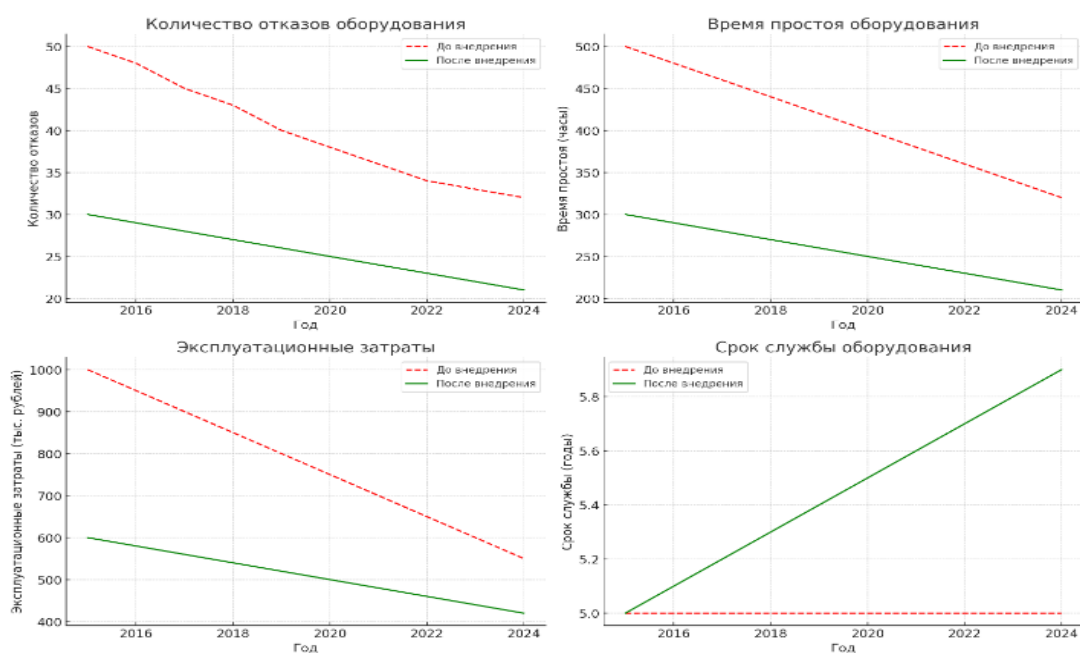 Количество отказов оборудования
До внедрения
После внедрения
Количество отказов
50
45
40
35
30
25
20
2016
2018
2020
2022
2024
Год
Время простоя оборудования
До внедрения
После внедрения
Время простоя (часы)
500
450
400
350
300
250
200
2016
2018
2020
2022
2024
Год
Эксплуатационные затраты
До внедрения
После внедрения
Эксплуатационные затраты (тыс. рублей)
1000
900
800
700
600
500
400
2016
2018
2020
2022
2024
Год
Срок службы оборудования
До внедрения
После внедрения
Срок службы (годы)
5.8
5.6
5.4
5.2
5.0
2016
2018
2020
2022
2024
Год